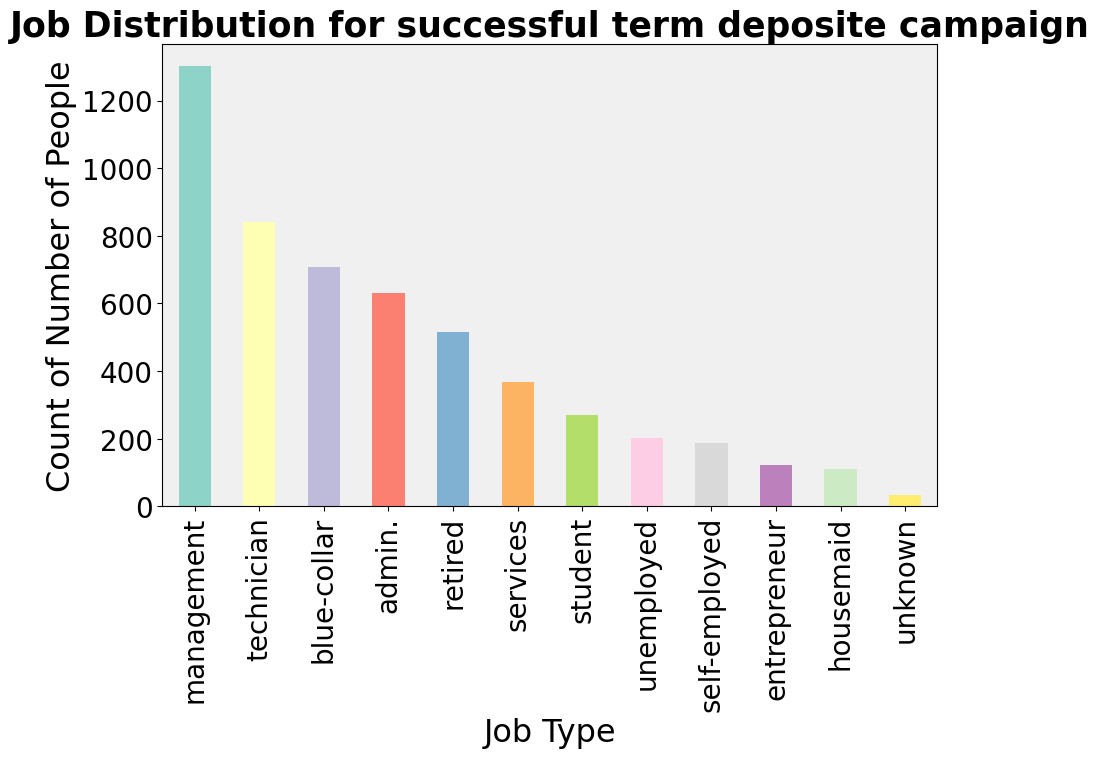 Job Distribution for successful term deposite campaign
Count of Number of People
1200
1000
800
600
400
200
0
management
technician
blue-collar
admin.
retired
services
student
unemployed
self-employed
entrepreneur
housemaid
unknown
Job Type